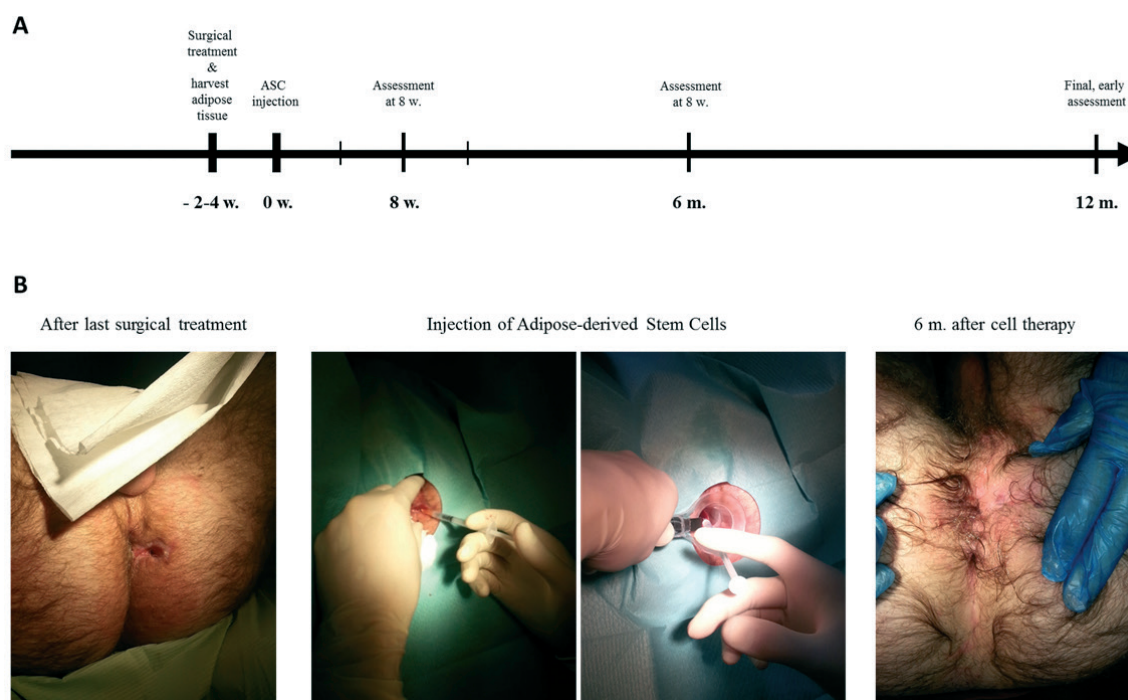 A
Surgical
treatment
&
harvest
adipose
tissue
ASC
injection
Assessment
at 8 w.
Assessment
at 8 w.
Final, early
assessment
- 2-4 w.
0 w.
8 w.
6 m.
12 m.
B
After last surgical treatment
Injection of Adipose-derived Stem Cells
6 m. after cell therapy